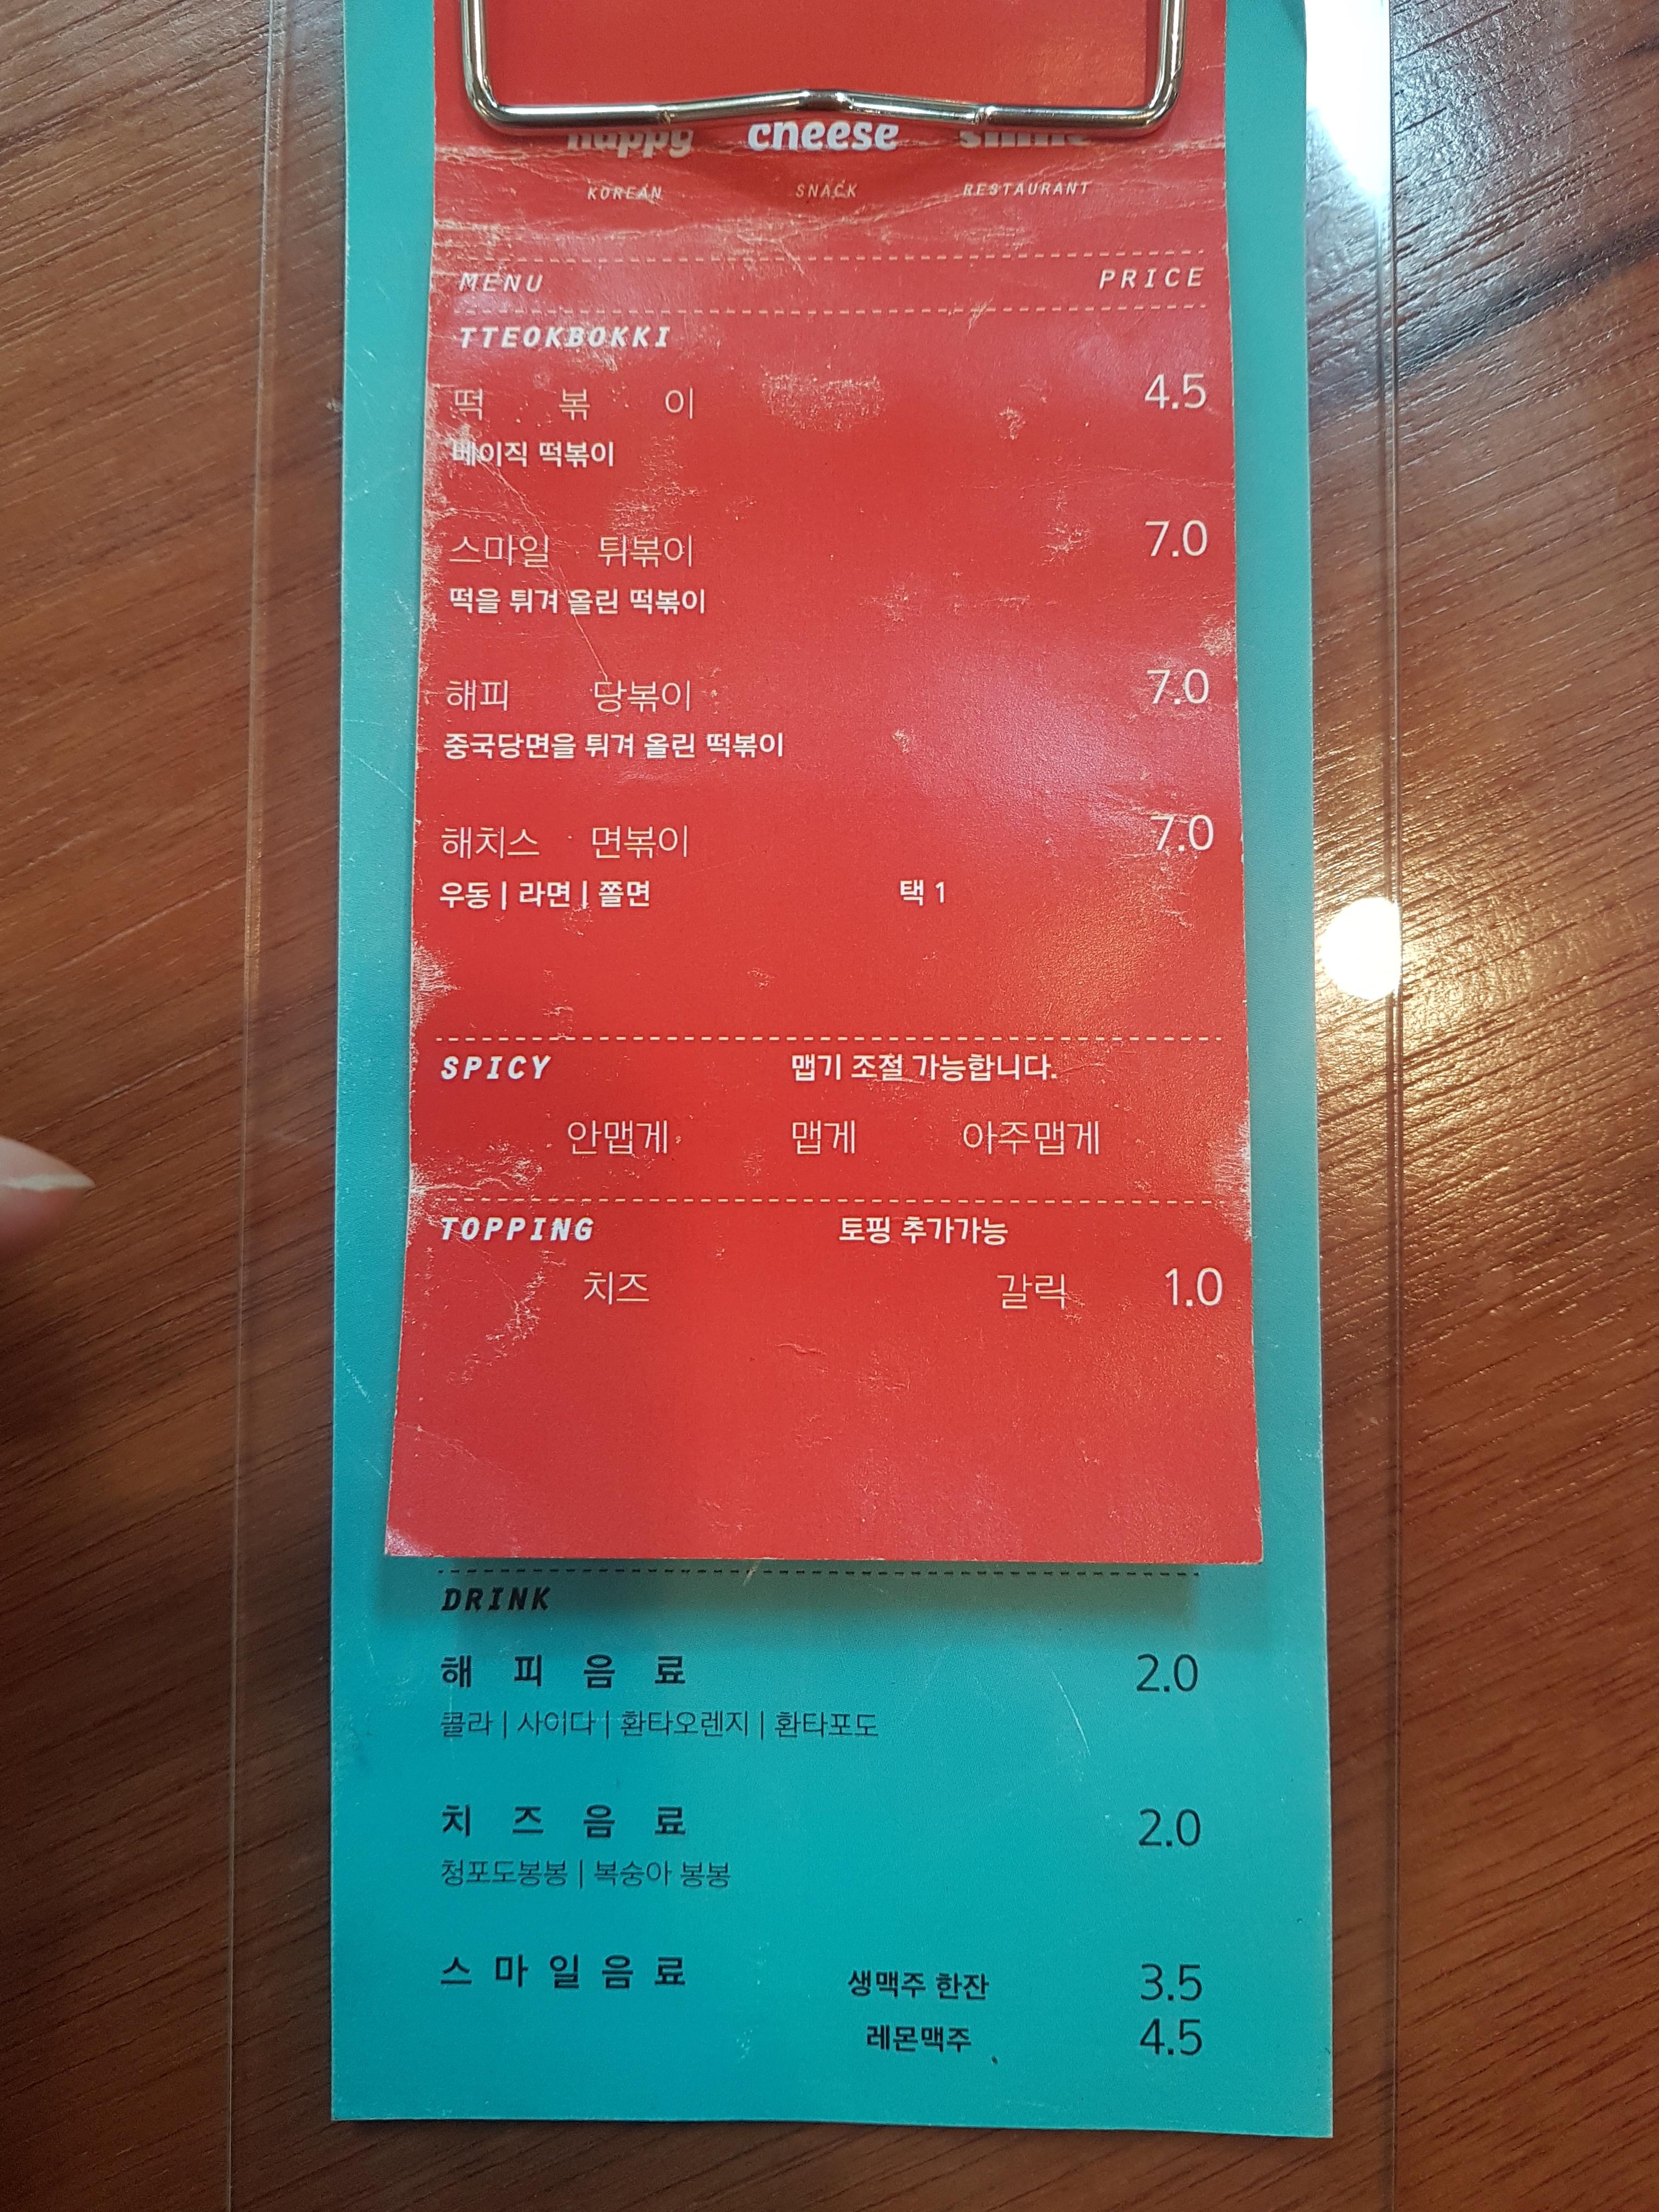 happy cheese smile
KOREAN SNACK RESTAURANT
MENU PRICE
TTEOKBOKKI
떡 볶 이 4.5
베이직 떡볶이
스마일 튀볶이 7.0
떡을 튀겨 올린 떡볶이
해피 당볶이 7.0
중국당면을 튀겨 올린 떡볶이
해치스 면볶이 7.0
우동 | 라면 | 쫄면 택 1
SPICY 맵기 조절 가능합니다.
안맵게 맵게 아주맵게
TOPPING 토핑 추가가능
치즈 갈릭 1.0
DRINK
해 피 음 료 2.0
콜라 | 사이다 | 환타오렌지 | 환타포도
치 즈 음 료 2.0
청포도봉봉 | 복숭아 봉봉
스 마 일 음 료 생맥주 한잔 3.5
레몬맥주 4.5